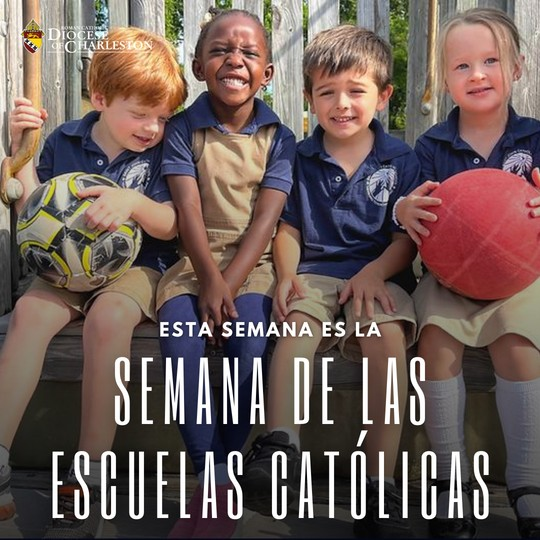 ROMAN CATHOLIC
DIOCESE
OF CHARLESTON
ESTA SEMANA ES LA
SEMANA DE LAS
ESCUELAS CATÓLICAS